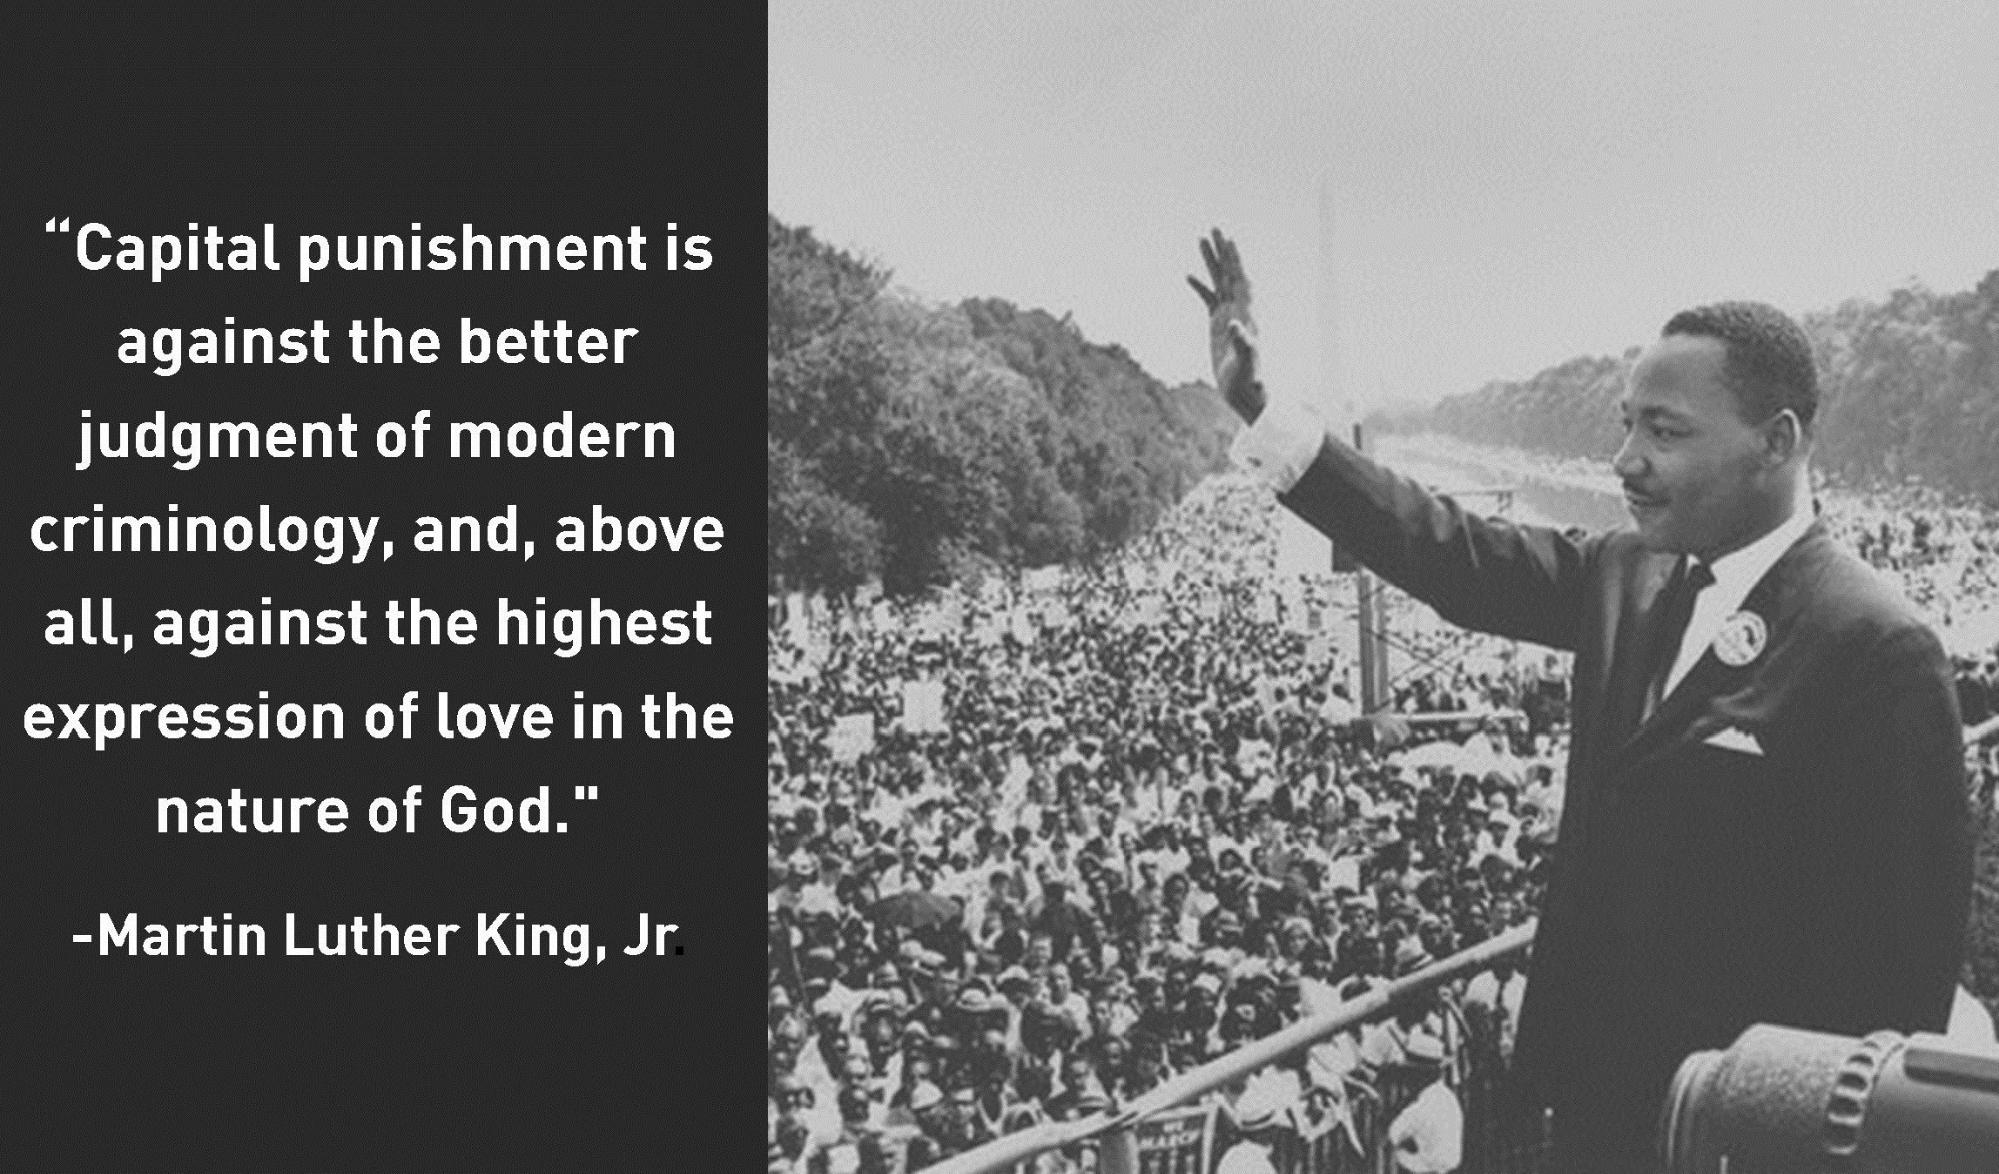 “Capital punishment is
against the better
judgment of modern
criminology, and, above
all, against the highest
expression of love in the
nature of God."
-Martin Luther King, Jr.
MARCH